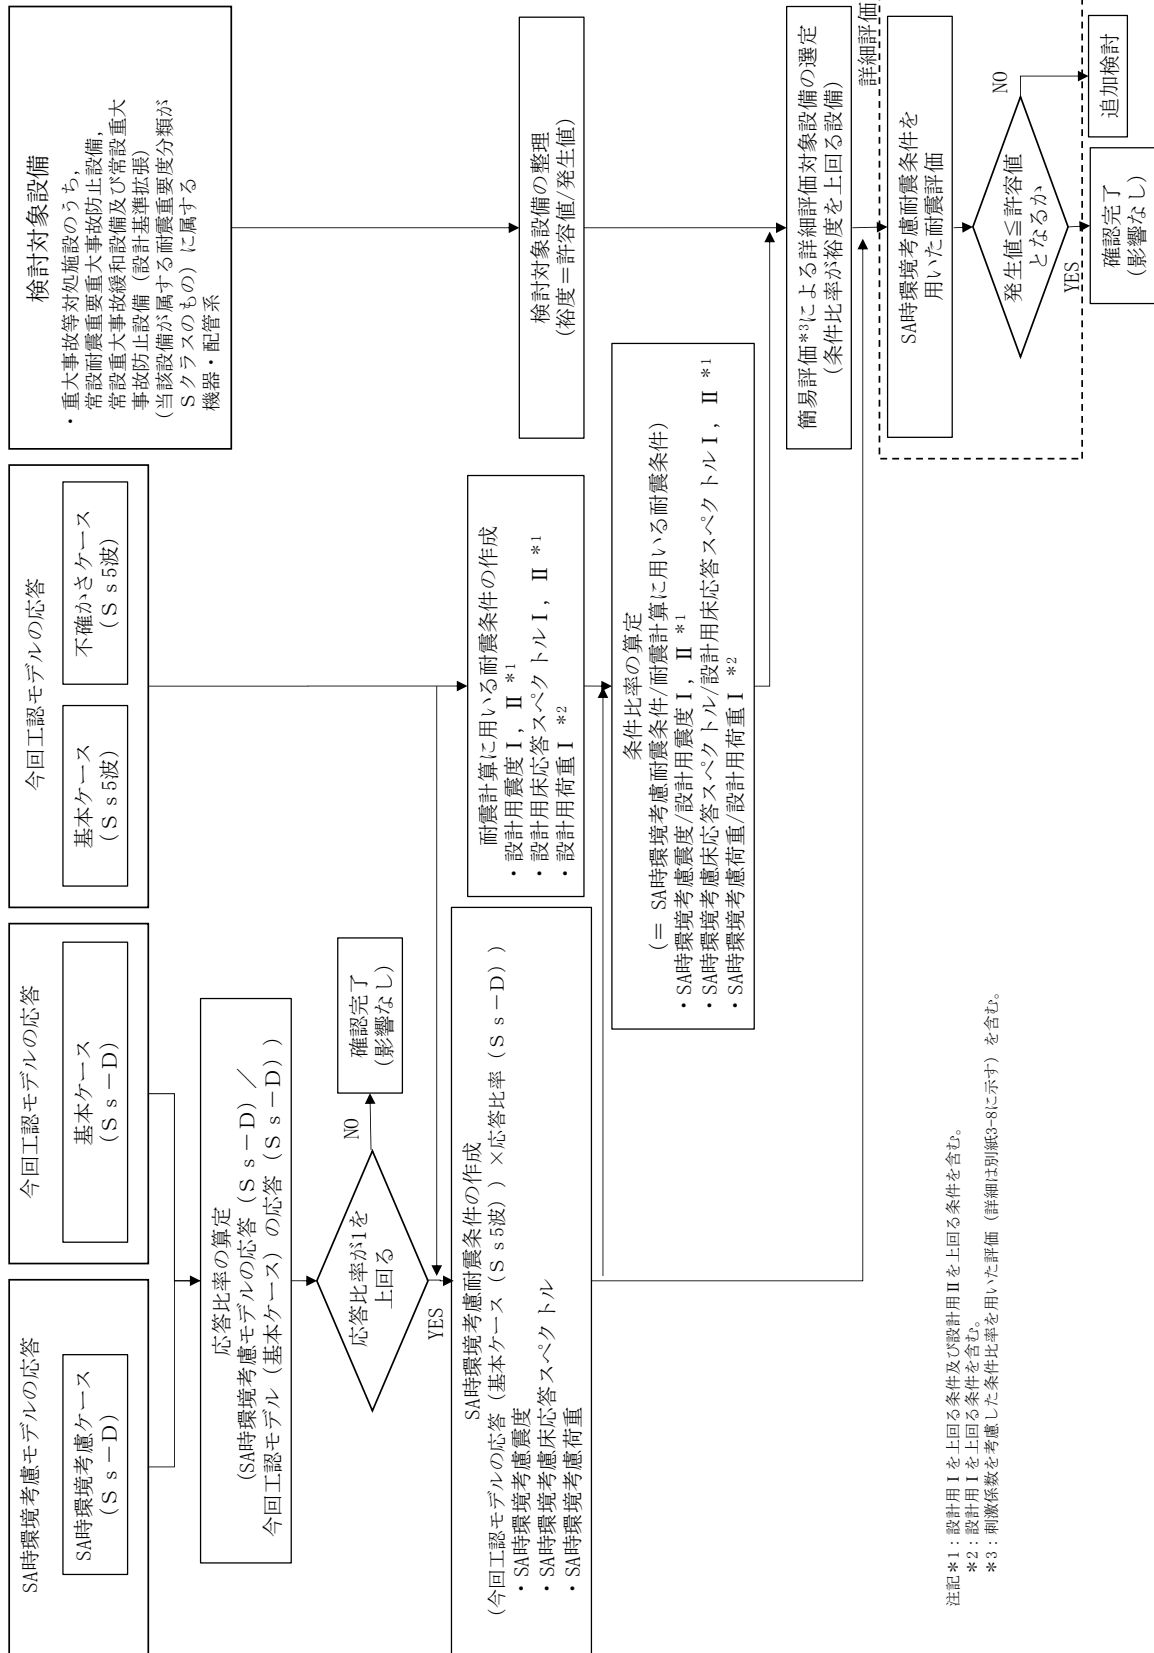 SA時環境考慮モデルの応答
SA時環境考慮ケース
(Ｓｓ－Ｄ)
今回工認モデルの応答
基本ケース
(Ｓｓ－Ｄ)
今回工認モデルの応答
基本ケース
(Ｓｓ5波)
不確かさケース
(Ｓｓ5波)
検討対象設備
・重大事故等対処施設のうち，
常設耐震重要重大事故防止設備，
常設重大事故緩和設備及び常設重大
事故防止設備（設計基準拡張）
(当該設備が属する耐震重要度分類が
Ｓクラスのもの）に属する
機器・配管系
応答比率の算定
(SA時環境考慮モデルの応答（Ｓｓ－Ｄ）／
今回工認モデル（基本ケース）の応答（Ｓｓ－Ｄ））
応答比率が1を
上回る
NO
確認完了
(影響なし)
YES
SA時環境考慮耐震条件の作成
(今回工認モデルの応答（基本ケース（Ｓｓ5波））×応答比率（Ｓｓ－Ｄ））
・SA時環境考慮震度
・SA時環境考慮床応答スペクトル
・SA時環境考慮荷重
耐震計算に用いる耐震条件の作成
・設計用震度Ⅰ，Ⅱ *1
・設計用床応答スペクトルⅠ，Ⅱ *1
・設計用荷重Ⅰ *2
検討対象設備の整理
(裕度＝許容値/発生値)
条件比率の算定
(＝ SA時環境考慮耐震条件/耐震計算に用いる耐震条件)
・SA時環境考慮震度/設計用震度Ⅰ，Ⅱ *1
・SA時環境考慮床応答スペクトル/設計用床応答スペクトルⅠ，Ⅱ *1
・SA時環境考慮荷重/設計用荷重Ⅰ *2
簡易評価*3による詳細評価対象設備の選定
(条件比率が裕度を上回る設備)
詳細評価
SA時環境考慮耐震条件を
用いた耐震評価
発生値≦許容値
となるか
NO
追加検討
YES
確認完了
(影響なし)
注記*1：設計用Ⅰを上回る条件及び設計用Ⅱを上回る条件を含む。
*2：設計用Ⅰを上回る条件を含む。
*3：刺激係数を考慮した条件比率を用いた評価（詳細は別紙3-8に示す）を含む。